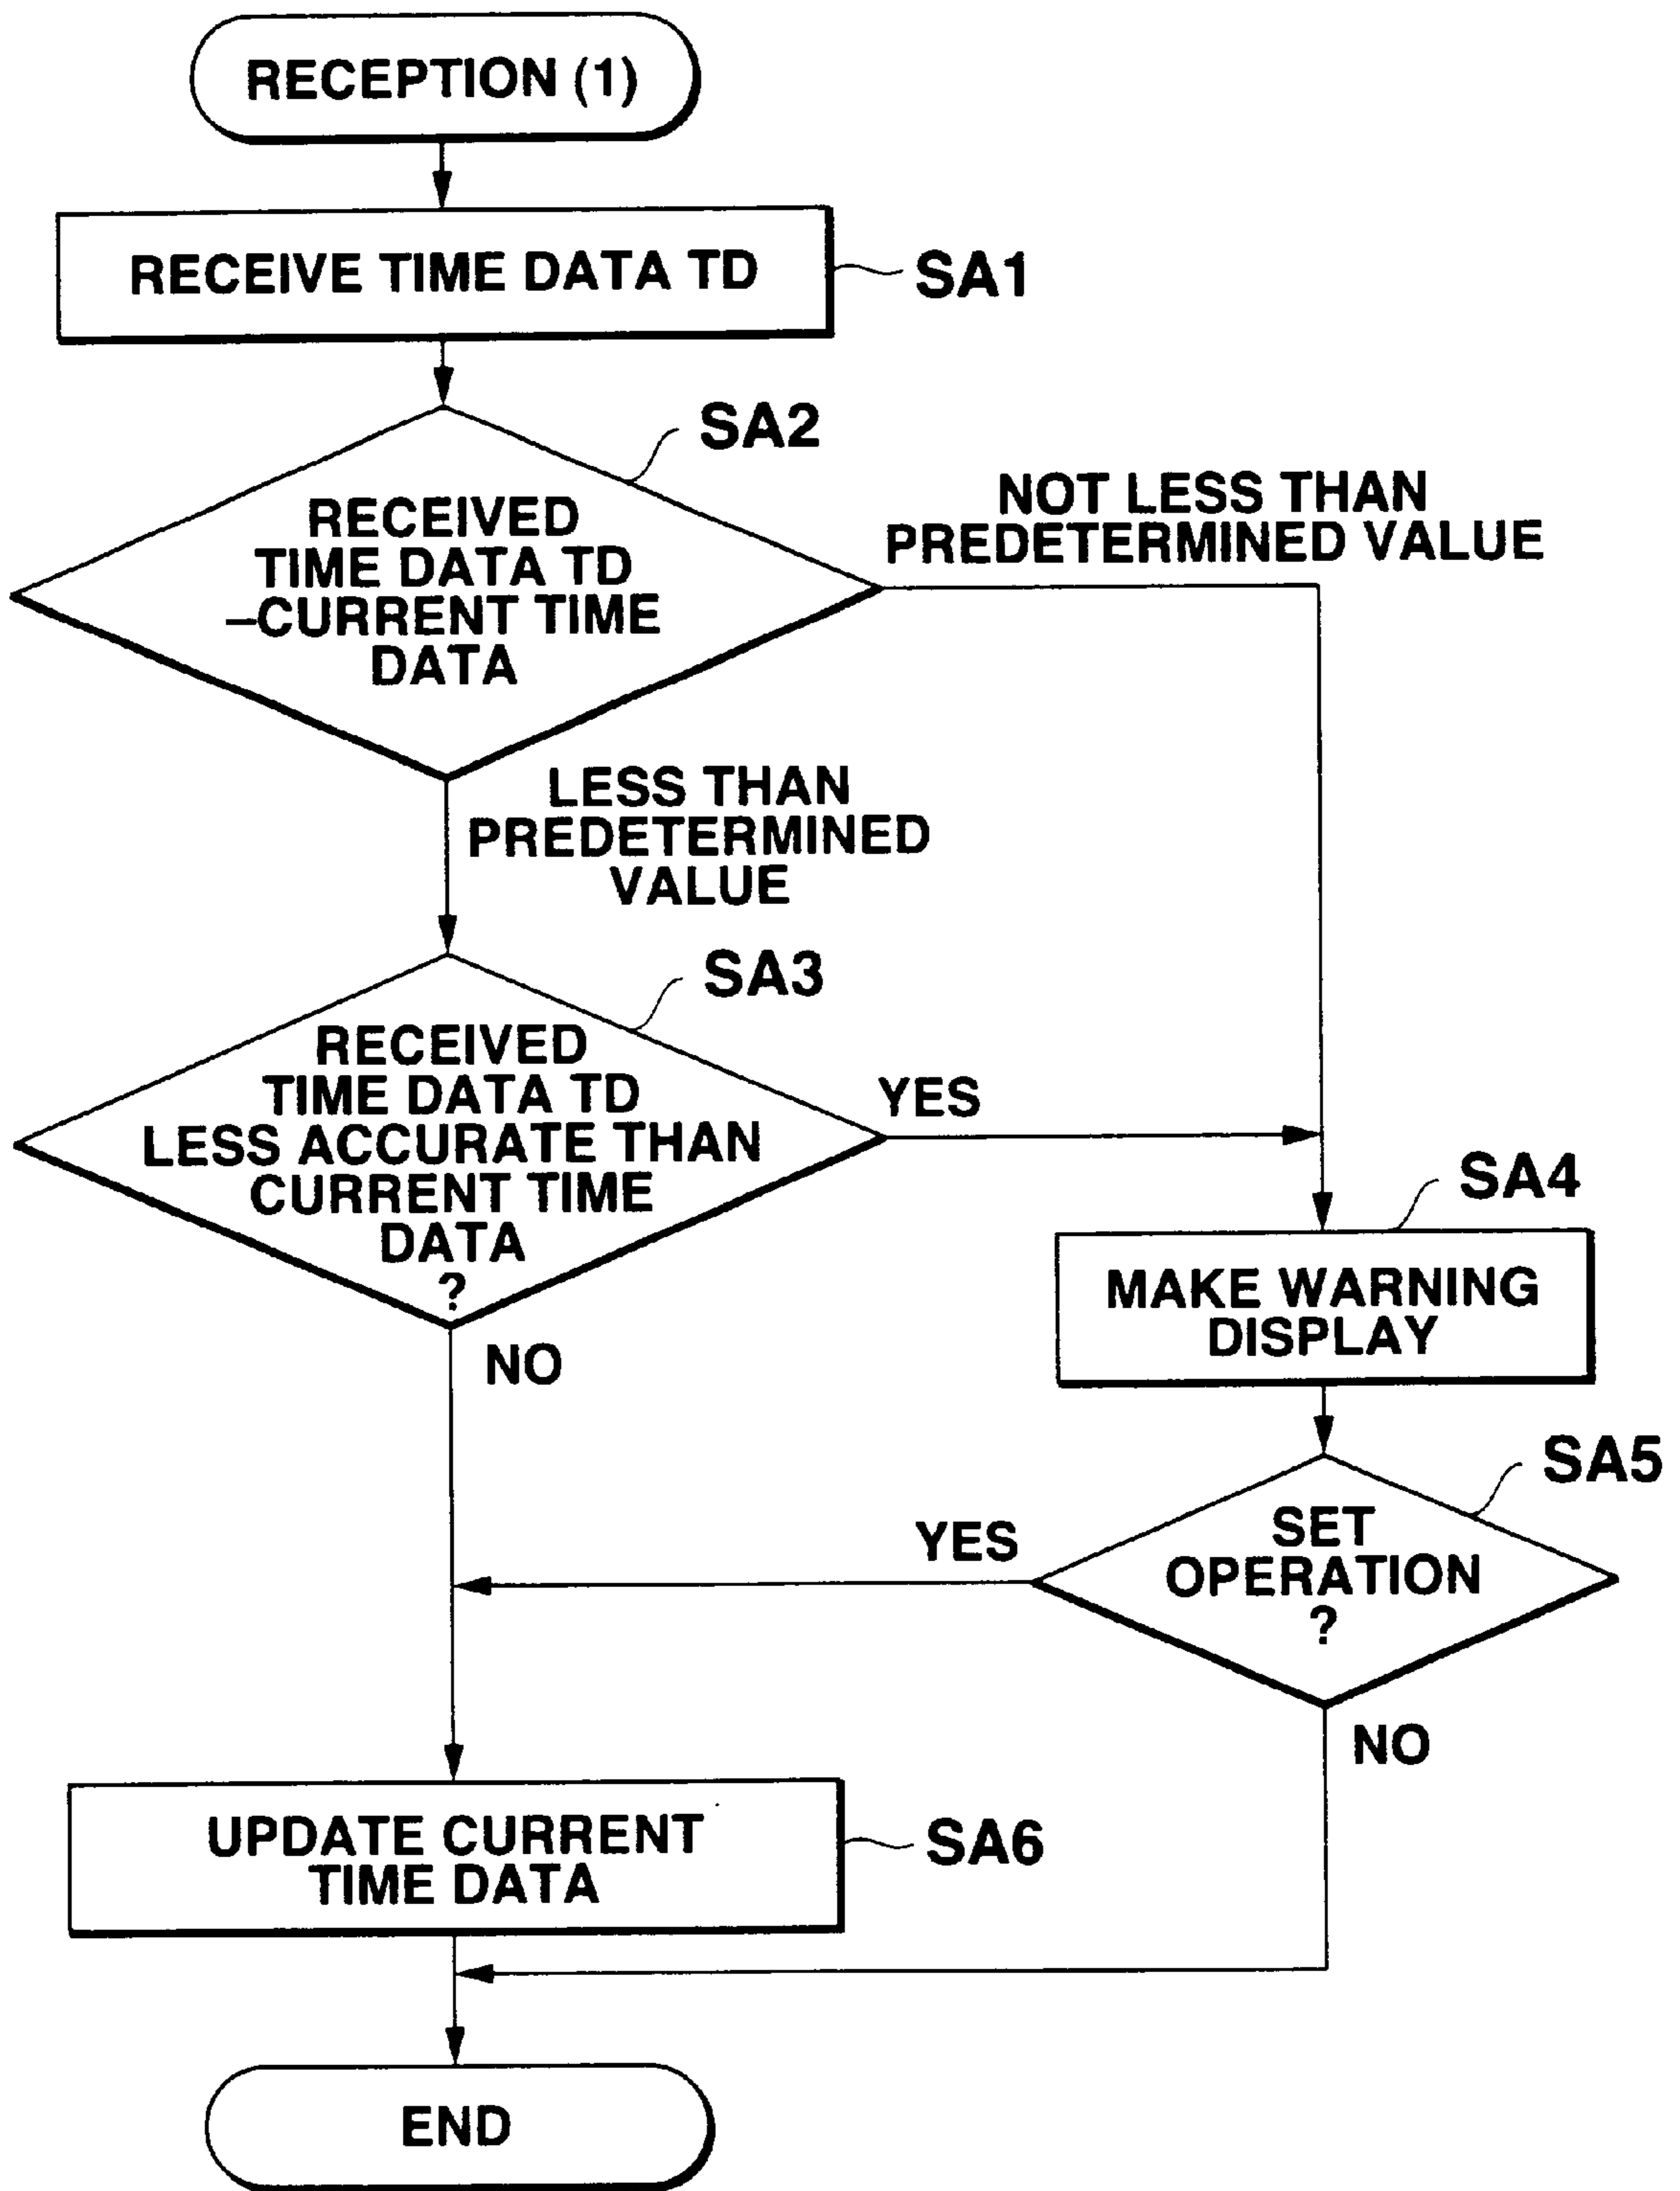 RECEPTION (1)
RECEIVE TIME DATA TD
SA1
SA2
RECEIVED
TIME DATA TD
–CURRENT TIME
DATA
NOT LESS THAN
PREDETERMINED VALUE
LESS THAN
PREDETERMINED
VALUE
SA3
RECEIVED
TIME DATA TD
LESS ACCURATE THAN
CURRENT TIME
DATA
?
YES
NO
SA4
MAKE WARNING
DISPLAY
SA5
SET
OPERATION
?
YES
NO
UPDATE CURRENT
TIME DATA
SA6
END